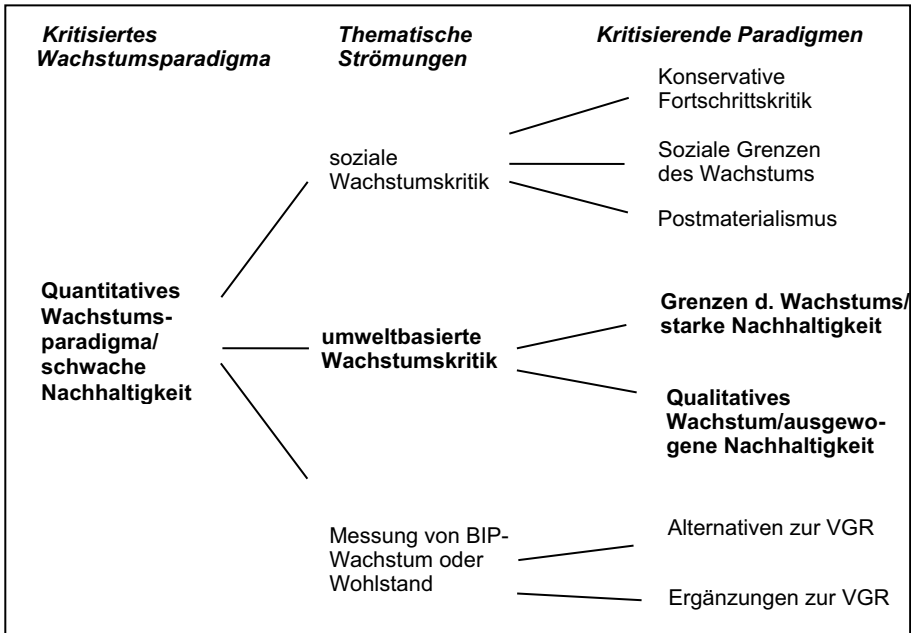 Kritisiertes
Wachstumsparadigma
Thematische
Strömungen
Kritisierende Paradigmen
Quantitatives
Wachstums-
paradigma/
schwache
Nachhaltigkeit
soziale
Wachstumskritik
umweltbasierte
Wachstumskritik
Messung von BIP-
Wachstum oder
Wohlstand
Konservative
Fortschrittskritik
Soziale Grenzen
des Wachstums
Postmaterialismus
Grenzen d. Wachstums/
starke Nachhaltigkeit
Qualitatives
Wachstum/ausgewo-
gene Nachhaltigkeit
Alternativen zur VGR
Ergänzungen zur VGR